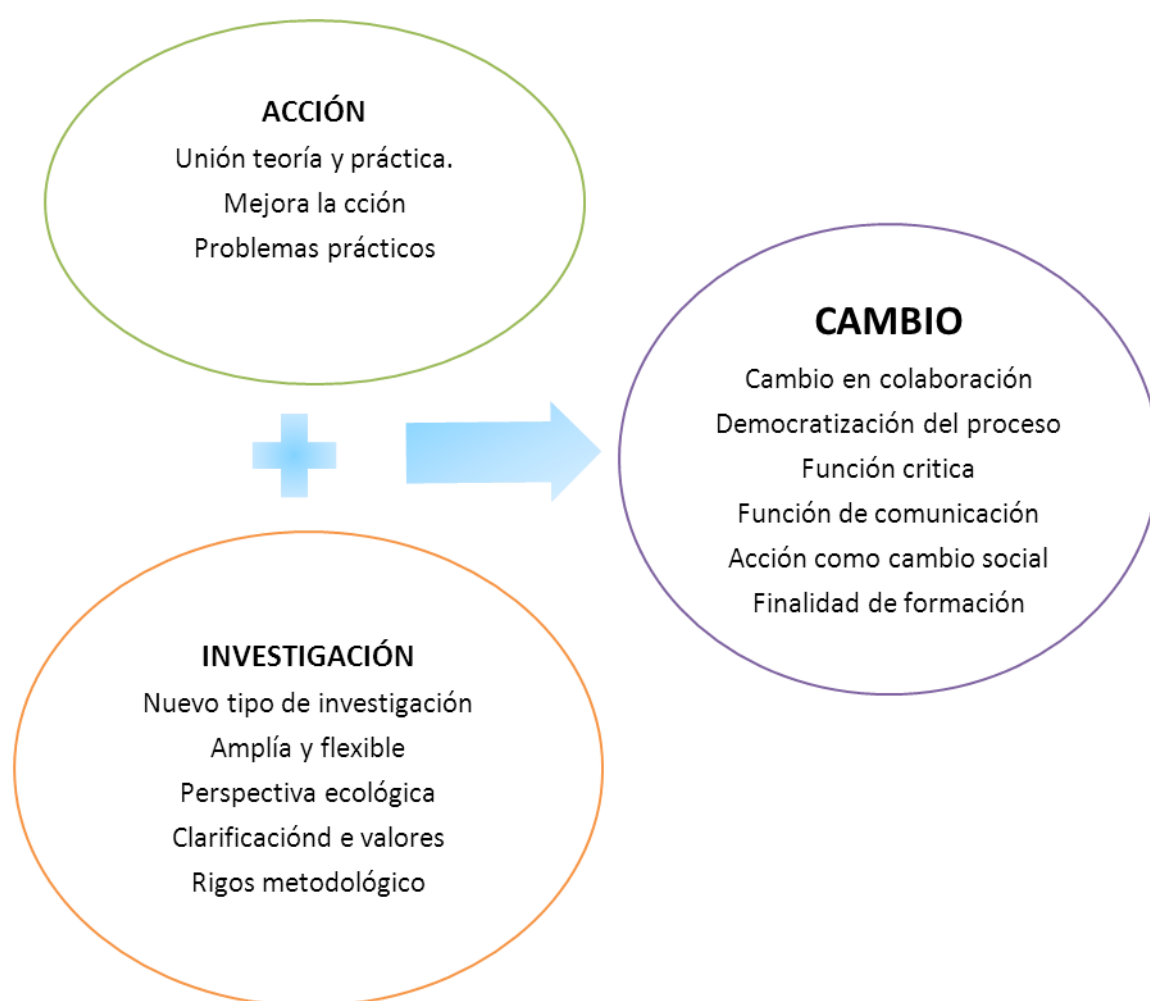 ACCIÓN
Unión teoría y práctica.
Mejora la cción
Problemas prácticos
INVESTIGACIÓN
Nuevo tipo de investigación
Amplía y flexible
Perspectiva ecológica
Clarificaciónd e valores
Rigos metodológico
CAMBIO
Cambio en colaboración
Democratización del proceso
Función critica
Función de comunicación
Acción como cambio social
Finalidad de formación